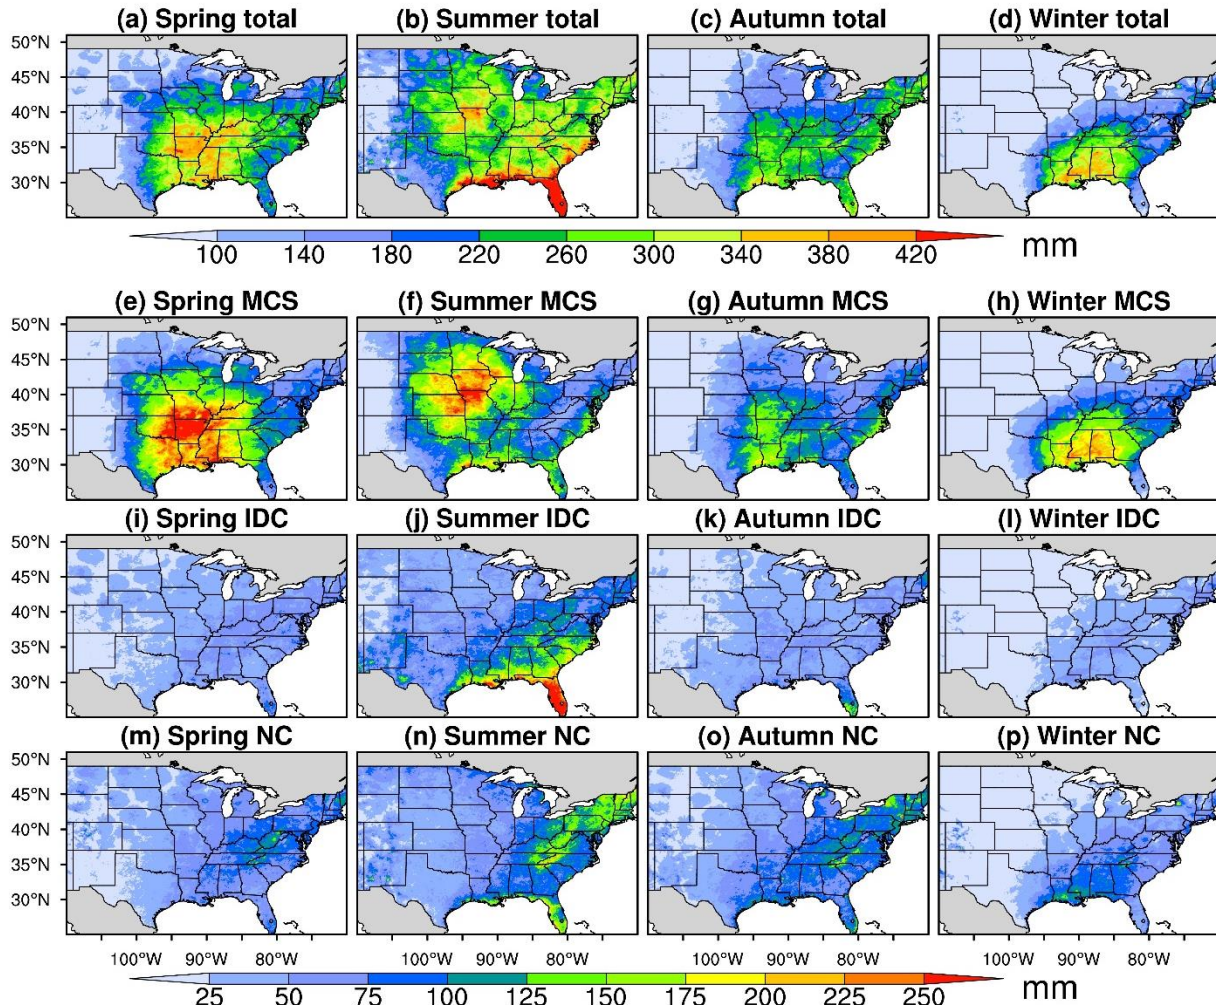 (a) Spring total (b) Summer total (c) Autumn total (d) Winter total
50°N
45°N
40°N
35°N
30°N
100 140 180 220 260 300 340 380 420 mm
(e) Spring MCS (f) Summer MCS (g) Autumn MCS (h) Winter MCS
50°N
45°N
40°N
35°N
30°N
(i) Spring IDC (j) Summer IDC (k) Autumn IDC (l) Winter IDC
50°N
45°N
40°N
35°N
30°N
(m) Spring NC (n) Summer NC (o) Autumn NC (p) Winter NC
50°N
45°N
40°N
35°N
30°N
100°W 90°W 80°W 100°W 90°W 80°W 100°W 90°W 80°W 100°W 90°W 80°W
25 50 75 100 125 150 175 200 225 250 mm